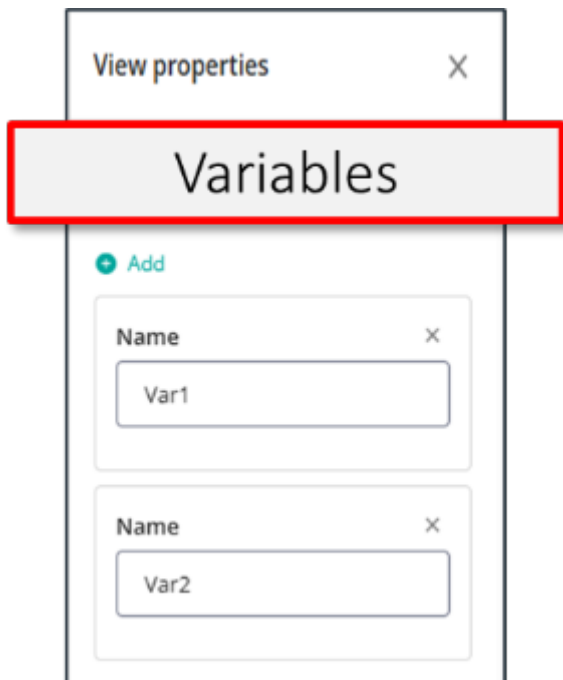 View properties
Variables
Add
Name
Var1
Name
Var2